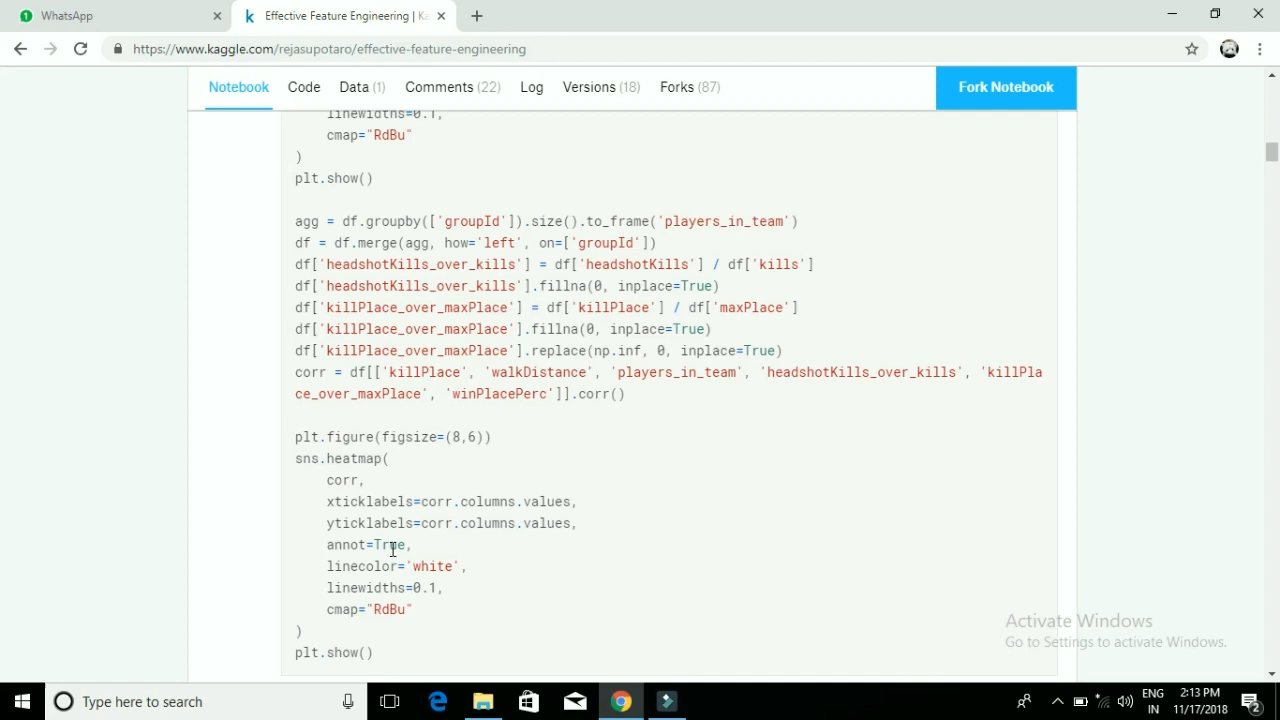 WhatsApp
Effective Feature Engineering | Ka
https://www.kaggle.com/rejasupotaro/effective-feature-engineering
Notebook Code Data (1) Comments (22) Log Versions (18) Forks (87) Fork Notebook
linewidths=0.1,
cmap="RdBu"
)
plt.show()
agg = df.groupby(['groupId']).size().to_frame('players_in_team')
df = df.merge(agg, how='left', on=['groupId'])
df['headshotKills_over_kills'] = df['headshotKills'] / df['kills']
df['headshotKills_over_kills'].fillna(0, inplace=True)
df['killPlace_over_maxPlace'] = df['killPlace'] / df['maxPlace']
df['killPlace_over_maxPlace'].fillna(0, inplace=True)
df['killPlace_over_maxPlace'].replace(np.inf, 0, inplace=True)
corr = df[['killPlace', 'walkDistance', 'players_in_team', 'headshotKills_over_kills', 'killPla
ce_over_maxPlace', 'winPlacePerc']].corr()
plt.figure(figsize=(8,6))
sns.heatmap(
corr,
xticklabels=corr.columns.values,
yticklabels=corr.columns.values,
annot=True,
linecolor='white',
linewidths=0.1,
cmap="RdBu"
)
plt.show()
Activate Windows
Go to Settings to activate Windows.
Type here to search
ENG 2:13 PM
IN 11/17/2018 2